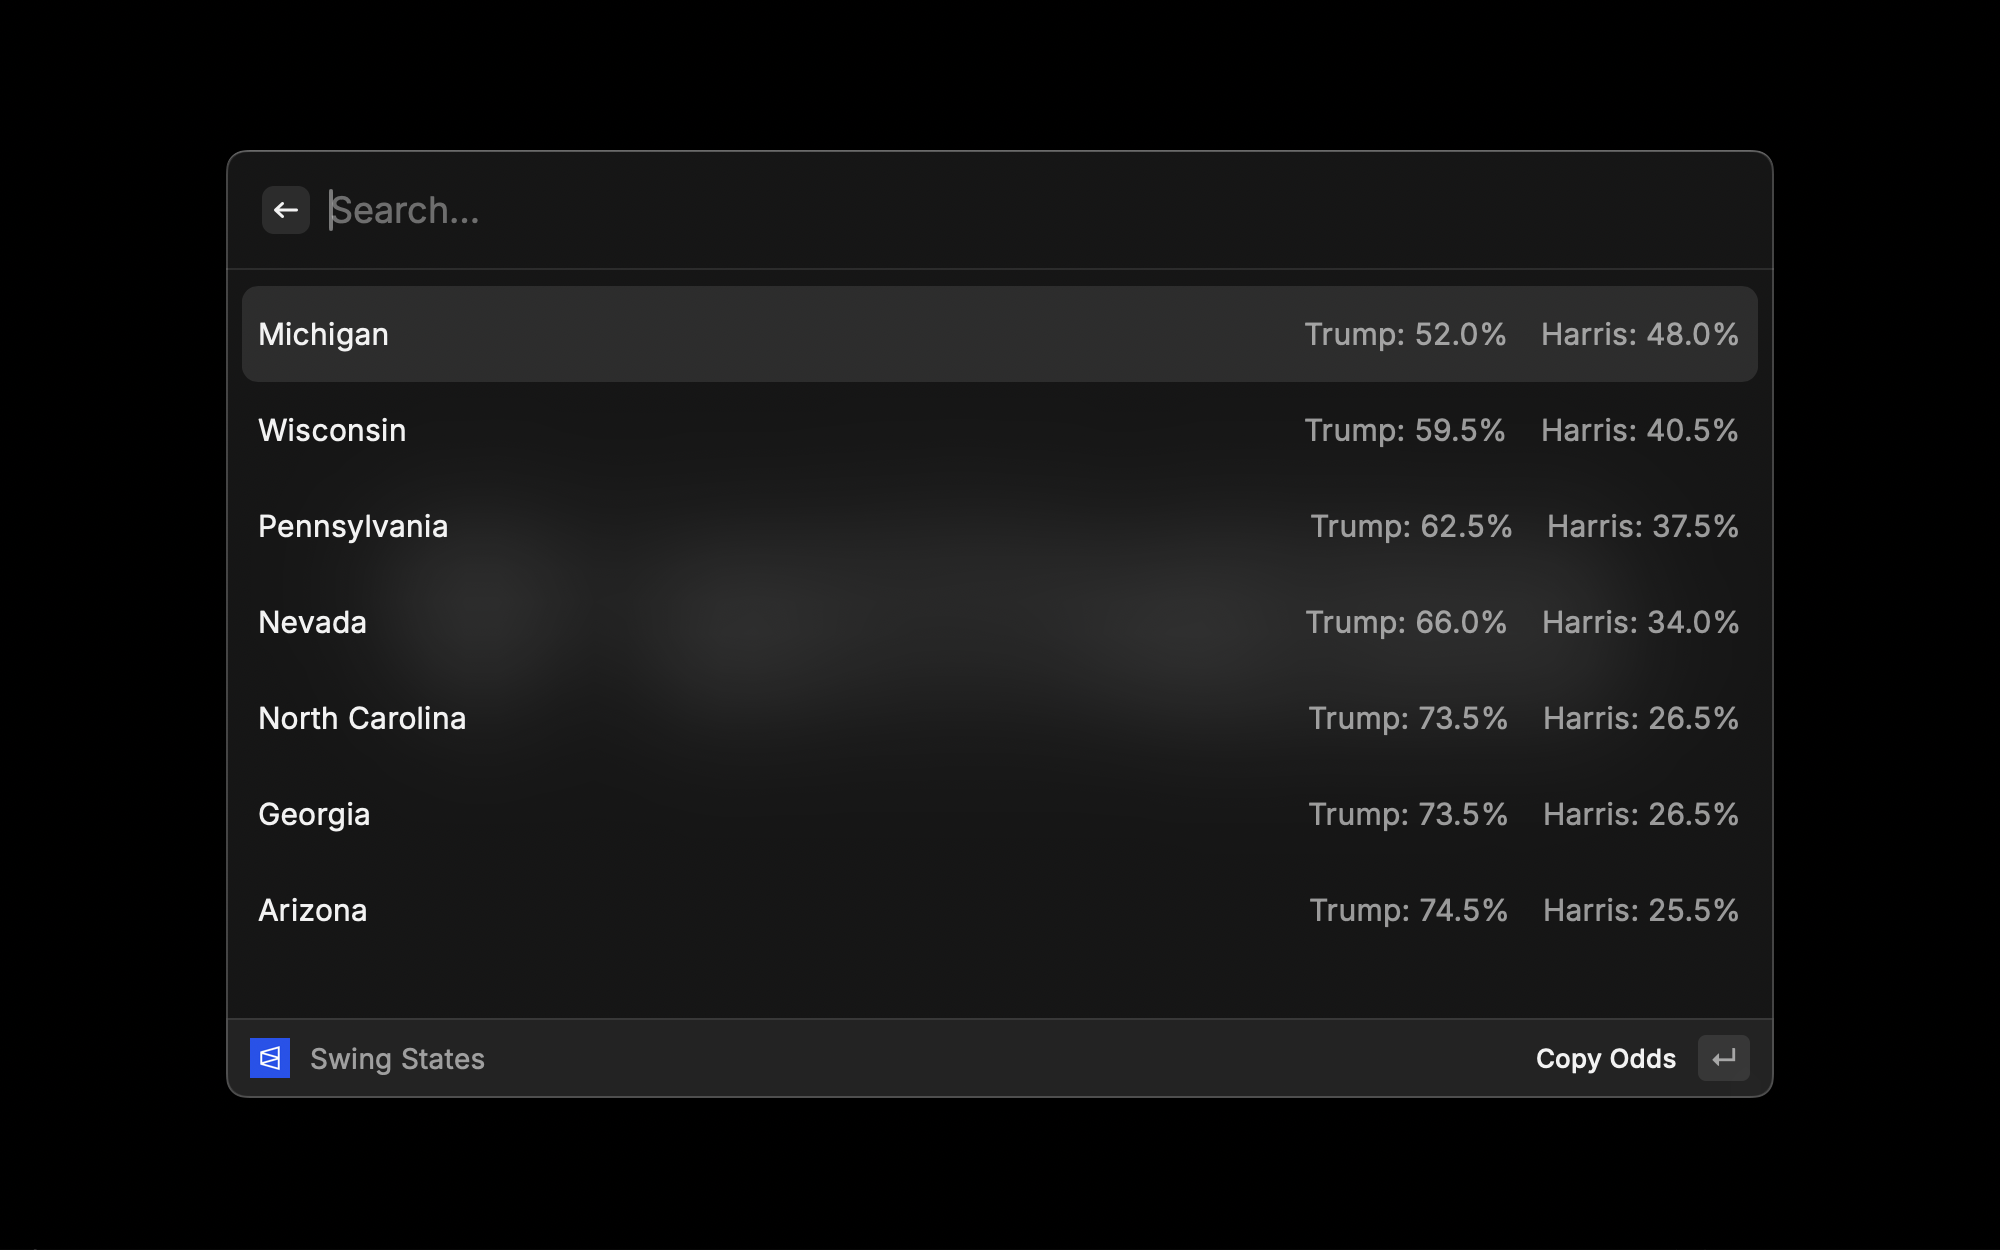 Search...
Michigan Trump: 52.0% Harris: 48.0%
Wisconsin Trump: 59.5% Harris: 40.5%
Pennsylvania Trump: 62.5% Harris: 37.5%
Nevada Trump: 66.0% Harris: 34.0%
North Carolina Trump: 73.5% Harris: 26.5%
Georgia Trump: 73.5% Harris: 26.5%
Arizona Trump: 74.5% Harris: 25.5%
Swing States Copy Odds